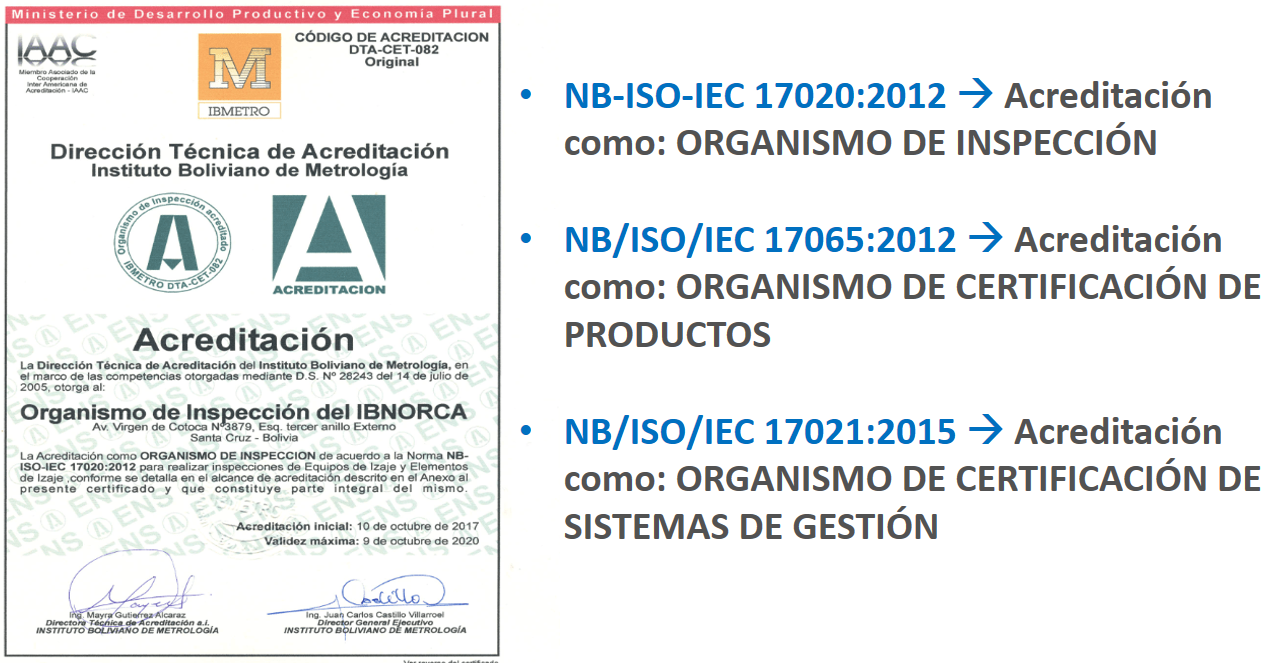 Ministerio de Desarrollo Productivo y Economía Plural
IAAC
Miembro Asociado de la
Cooperación
Inter Americana de
Acreditación - IAAC
M
IBMETRO
CÓDIGO DE ACREDITACION
DTA-CET-082
Original
Dirección Técnica de Acreditación
Instituto Boliviano de Metrología
Organismo de Inspección acreditado
IBMETRO DTA-CET-082
A
ACREDITACION
Acreditación
La Dirección Técnica de Acreditación del Instituto Boliviano de Metrología, en
el marco de las competencias otorgadas mediante D.S. Nº 28243 del 14 de julio de
2005, otorga al:
Organismo de Inspección del IBNORCA
Av. Virgen de Cotoca Nº3879, Esq. tercer anillo Externo
Santa Cruz - Bolivia
La Acreditación como ORGANISMO DE INSPECCION de acuerdo a la Norma NB-
ISO-IEC 17020:2012 para realizar inspecciones de Equipos de Izaje y Elementos
de Izaje ,conforme se detalla en el alcance de acreditación descrito en el Anexo al
presente certificado y que constituye parte integral del mismo.
Acreditación inicial: 10 de octubre de 2017
Validez máxima: 9 de octubre de 2020
Ing. Mayra Gutierrez Alcaraz
Directora Técnica de Acreditación a.i.
INSTITUTO BOLIVIANO DE METROLOGÍA
Ing. Juan Carlos Castillo Villarroel
Director General Ejecutivo
INSTITUTO BOLIVIANO DE METROLOGÍA
Ver reverso del certificado
• NB-ISO-IEC 17020:2012 → Acreditación
como: ORGANISMO DE INSPECCIÓN
• NB/ISO/IEC 17065:2012 → Acreditación
como: ORGANISMO DE CERTIFICACIÓN DE
PRODUCTOS
• NB/ISO/IEC 17021:2015 → Acreditación
como: ORGANISMO DE CERTIFICACIÓN DE
SISTEMAS DE GESTIÓN